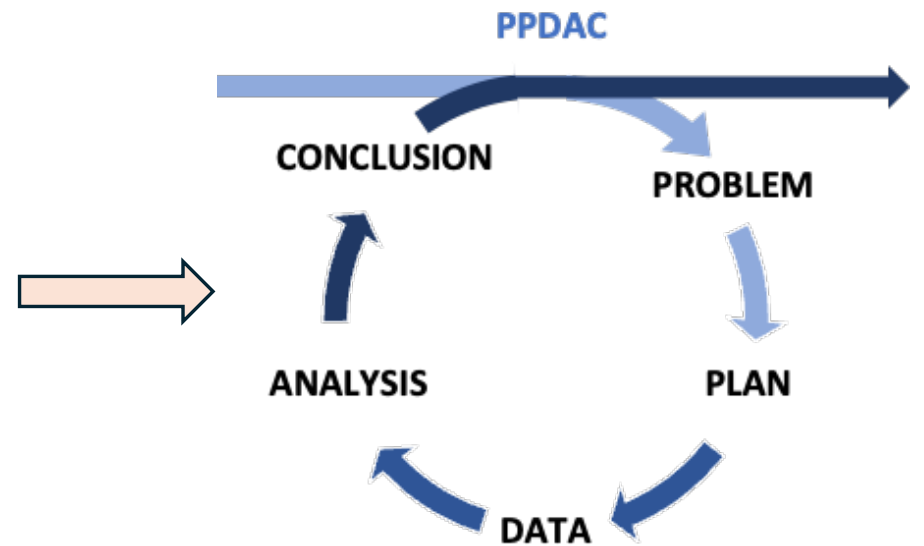 PPDAC
CONCLUSION
PROBLEM
ANALYSIS
PLAN
DATA